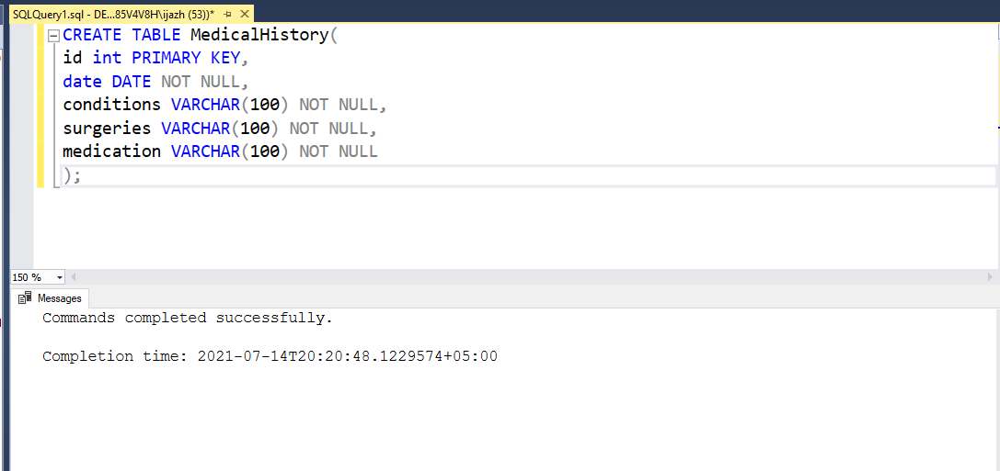 SQLQuery1.sql - DE...85V4V8H\ijazh (53))*
CREATE TABLE MedicalHistory(
id int PRIMARY KEY,
date DATE NOT NULL,
conditions VARCHAR(100) NOT NULL,
surgeries VARCHAR(100) NOT NULL,
medication VARCHAR(100) NOT NULL
);
150 %
Messages
Commands completed successfully.
Completion time: 2021-07-14T20:20:48.1229574+05:00